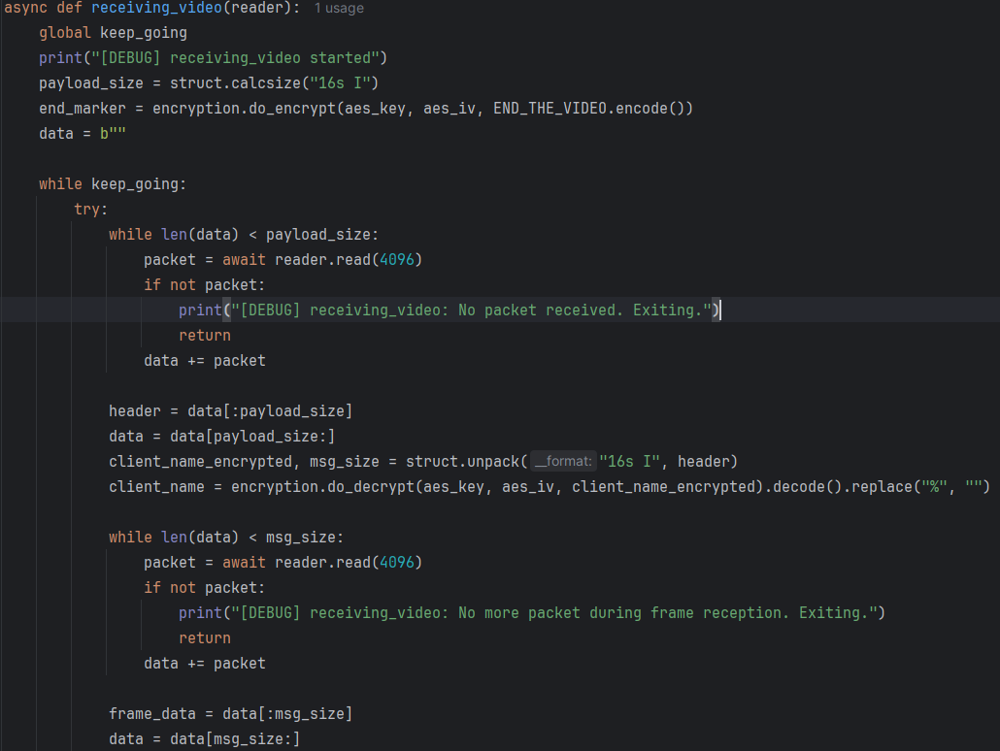 async def receiving_video(reader): 1 usage
    global keep_going
    print("[DEBUG] receiving_video started")
    payload_size = struct.calcsize("16s I")
    end_marker = encryption.do_encrypt(aes_key, aes_iv, END_THE_VIDEO.encode())
    data = b""

    while keep_going:
        try:
            while len(data) < payload_size:
                packet = await reader.read(4096)
                if not packet:
                    print("[DEBUG] receiving_video: No packet received. Exiting.")
                    return
                data += packet

            header = data[:payload_size]
            data = data[payload_size:]
            client_name_encrypted, msg_size = struct.unpack( __format: "16s I", header)
            client_name = encryption.do_decrypt(aes_key, aes_iv, client_name_encrypted).decode().replace("%", "")

            while len(data) < msg_size:
                packet = await reader.read(4096)
                if not packet:
                    print("[DEBUG] receiving_video: No more packet during frame reception. Exiting.")
                    return
                data += packet

            frame_data = data[:msg_size]
            data = data[msg_size:]